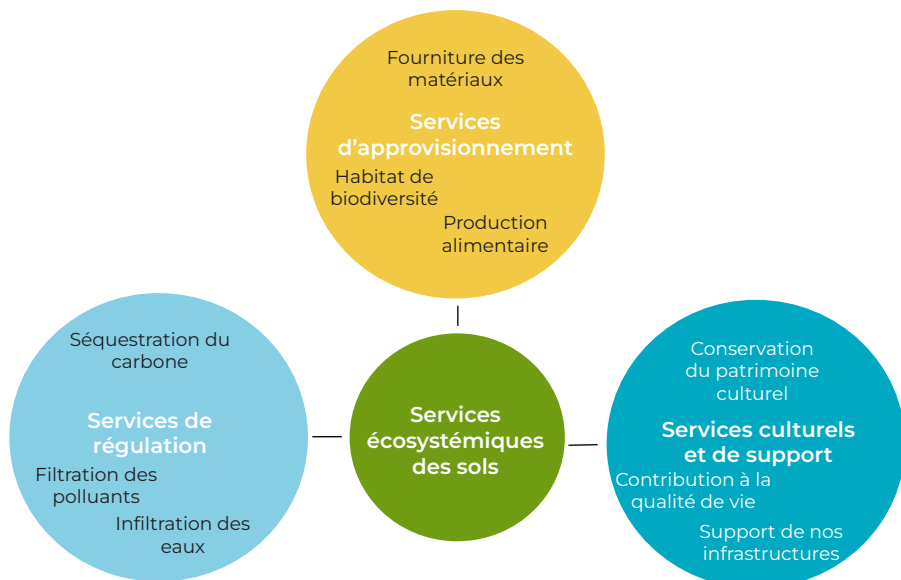 Fourniture des
matériaux
Services
d'approvisionnement
Habitat de
biodiversité
Production
alimentaire
Séquestration du
carbone
Services de
régulation
Filtration des
polluants
Infiltration des
eaux
Services
écosystémiques
des sols
Conservation
du patrimoine
culturel
Services culturels
et de support
Contribution à la
qualité de vie
Support de nos
infrastructures